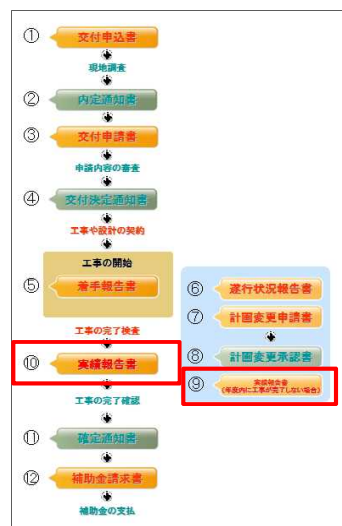 ① 交付申込書
現地調査
② 内定通知書
③ 交付申請書
申請内容の審査
④ 交付決定通知書
工事や設計の契約
工事の開始
⑤ 着手報告書
工事の完了検査
⑩ 実績報告書
工事の完了確認
⑪ 確定通知書
⑫ 補助金請求書
補助金の支払
⑥ 遂行状況報告書
⑦ 計画変更申請書
⑧ 計画変更承認書
⑨ 実績報告書
(年度内に工事が完了しない場合)